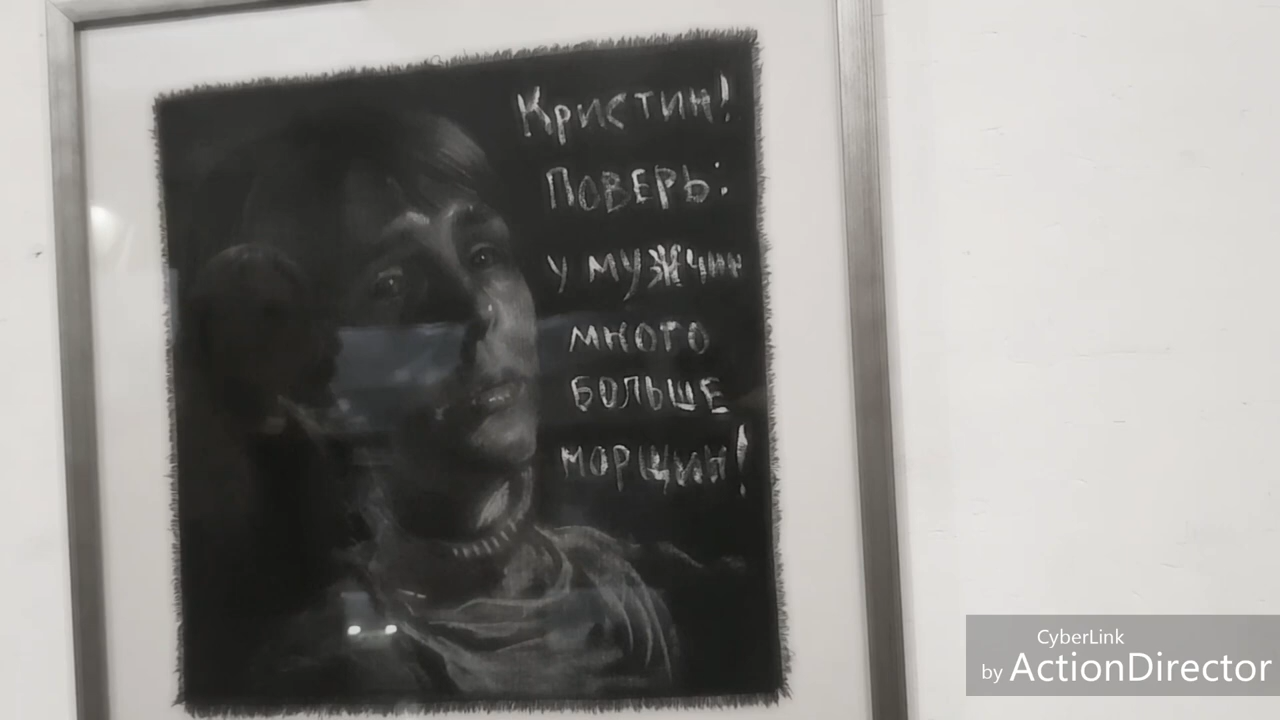 Кристин!
ПОВЕРЬ:
У МУЖЧИН
МНОГО
БОЛЬШЕ
МОРЩИН!
CyberLink
by ActionDirector